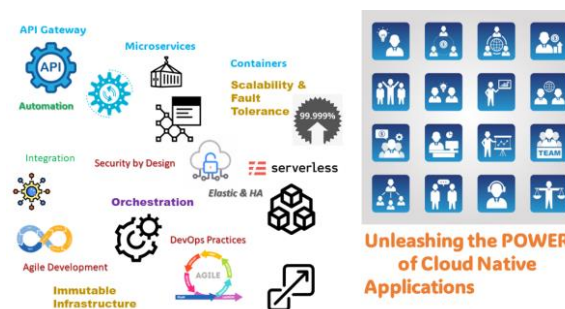 API Gateway
Microservices
Containers
API
Automation
Scalability &
Fault
Tolerance
99.999%
Integration
Security by Design
serverless
Elastic & HA
Orchestration
DevOps Practices
Agile Development
AGILE
Immutable
Infrastructure
TEAM
Unleashing the POWER
of Cloud Native
Applications